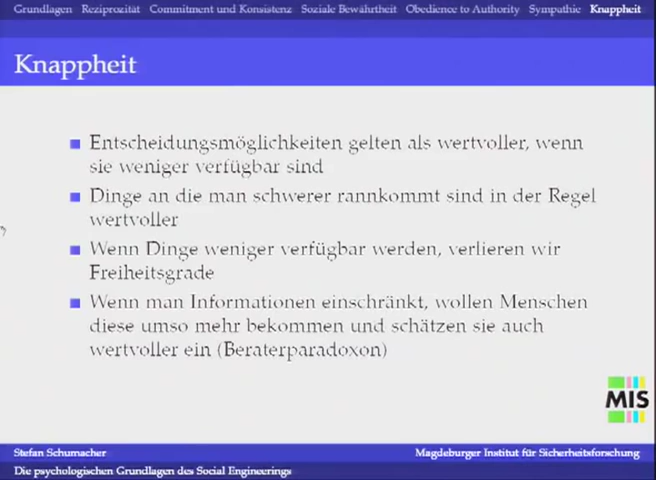 Grundlagen Reziprozität Commitment und Konsistenz Soziale Bewährtheit Obedience to Authority Sympathie Knappheit
Knappheit
Entscheidungsmöglichkeiten gelten als wertvoller, wenn
sie weniger verfügbar sind
Dinge an die man schwerer rannkommt sind in der Regel
wertvoller
Wenn Dinge weniger verfügbar werden, verlieren wir
Freiheitsgrade
Wenn man Informationen einschränkt, wollen Menschen
diese umso mehr bekommen und schätzen sie auch
wertvoller ein (Beraterparadoxon)
MIS
Stefan Schumacher Magdeburger Institut für Sicherheitsforschung
Die psychologischen Grundlagen des Social Engineerings